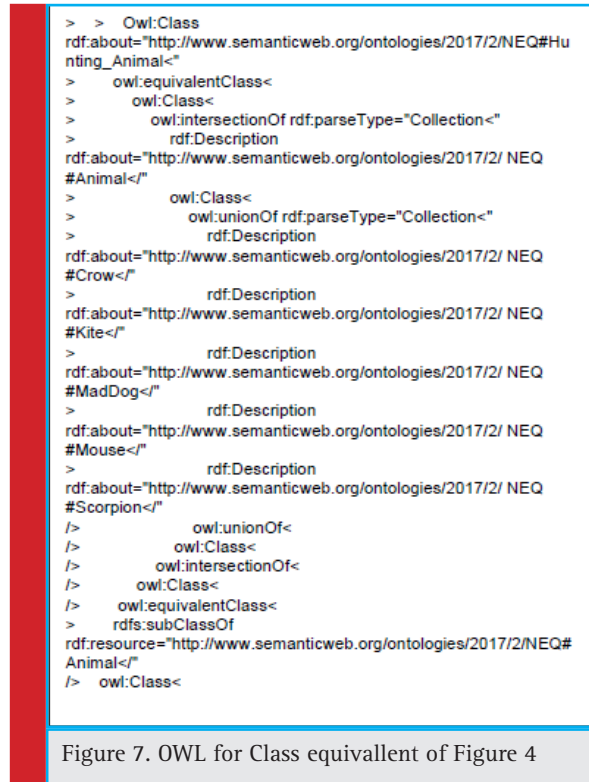 > > Owl:Class
rdf:about="http://www.semanticweb.org/ontologies/2017/2/NEQ#Hu
nting_Animal<"
> owl:equivalentClass<
> owl:Class<
> owl:intersectionOf rdf:parseType="Collection<"
> rdf:Description
rdf:about="http://www.semanticweb.org/ontologies/2017/2/ NEQ
#Animal</"
> owl:Class<
> owl:unionOf rdf:parseType="Collection<"
> rdf:Description
rdf:about="http://www.semanticweb.org/ontologies/2017/2/ NEQ
#Crow</"
> rdf:Description
rdf:about="http://www.semanticweb.org/ontologies/2017/2/ NEQ
#Kite</"
> rdf:Description
rdf:about="http://www.semanticweb.org/ontologies/2017/2/ NEQ
#MadDog</"
> rdf:Description
rdf:about="http://www.semanticweb.org/ontologies/2017/2/ NEQ
#Mouse</"
> rdf:Description
rdf:about="http://www.semanticweb.org/ontologies/2017/2/ NEQ
#Scorpion</"
/> owl:unionOf<
/> owl:Class<
/> owl:intersectionOf<
/> owl:Class<
/> owl:equivalentClass<
> rdfs:subClassOf
rdf:resource="http://www.semanticweb.org/ontologies/2017/2/NEQ#
Animal</"
/> owl:Class<
Figure 7. OWL for Class equivallent of Figure 4